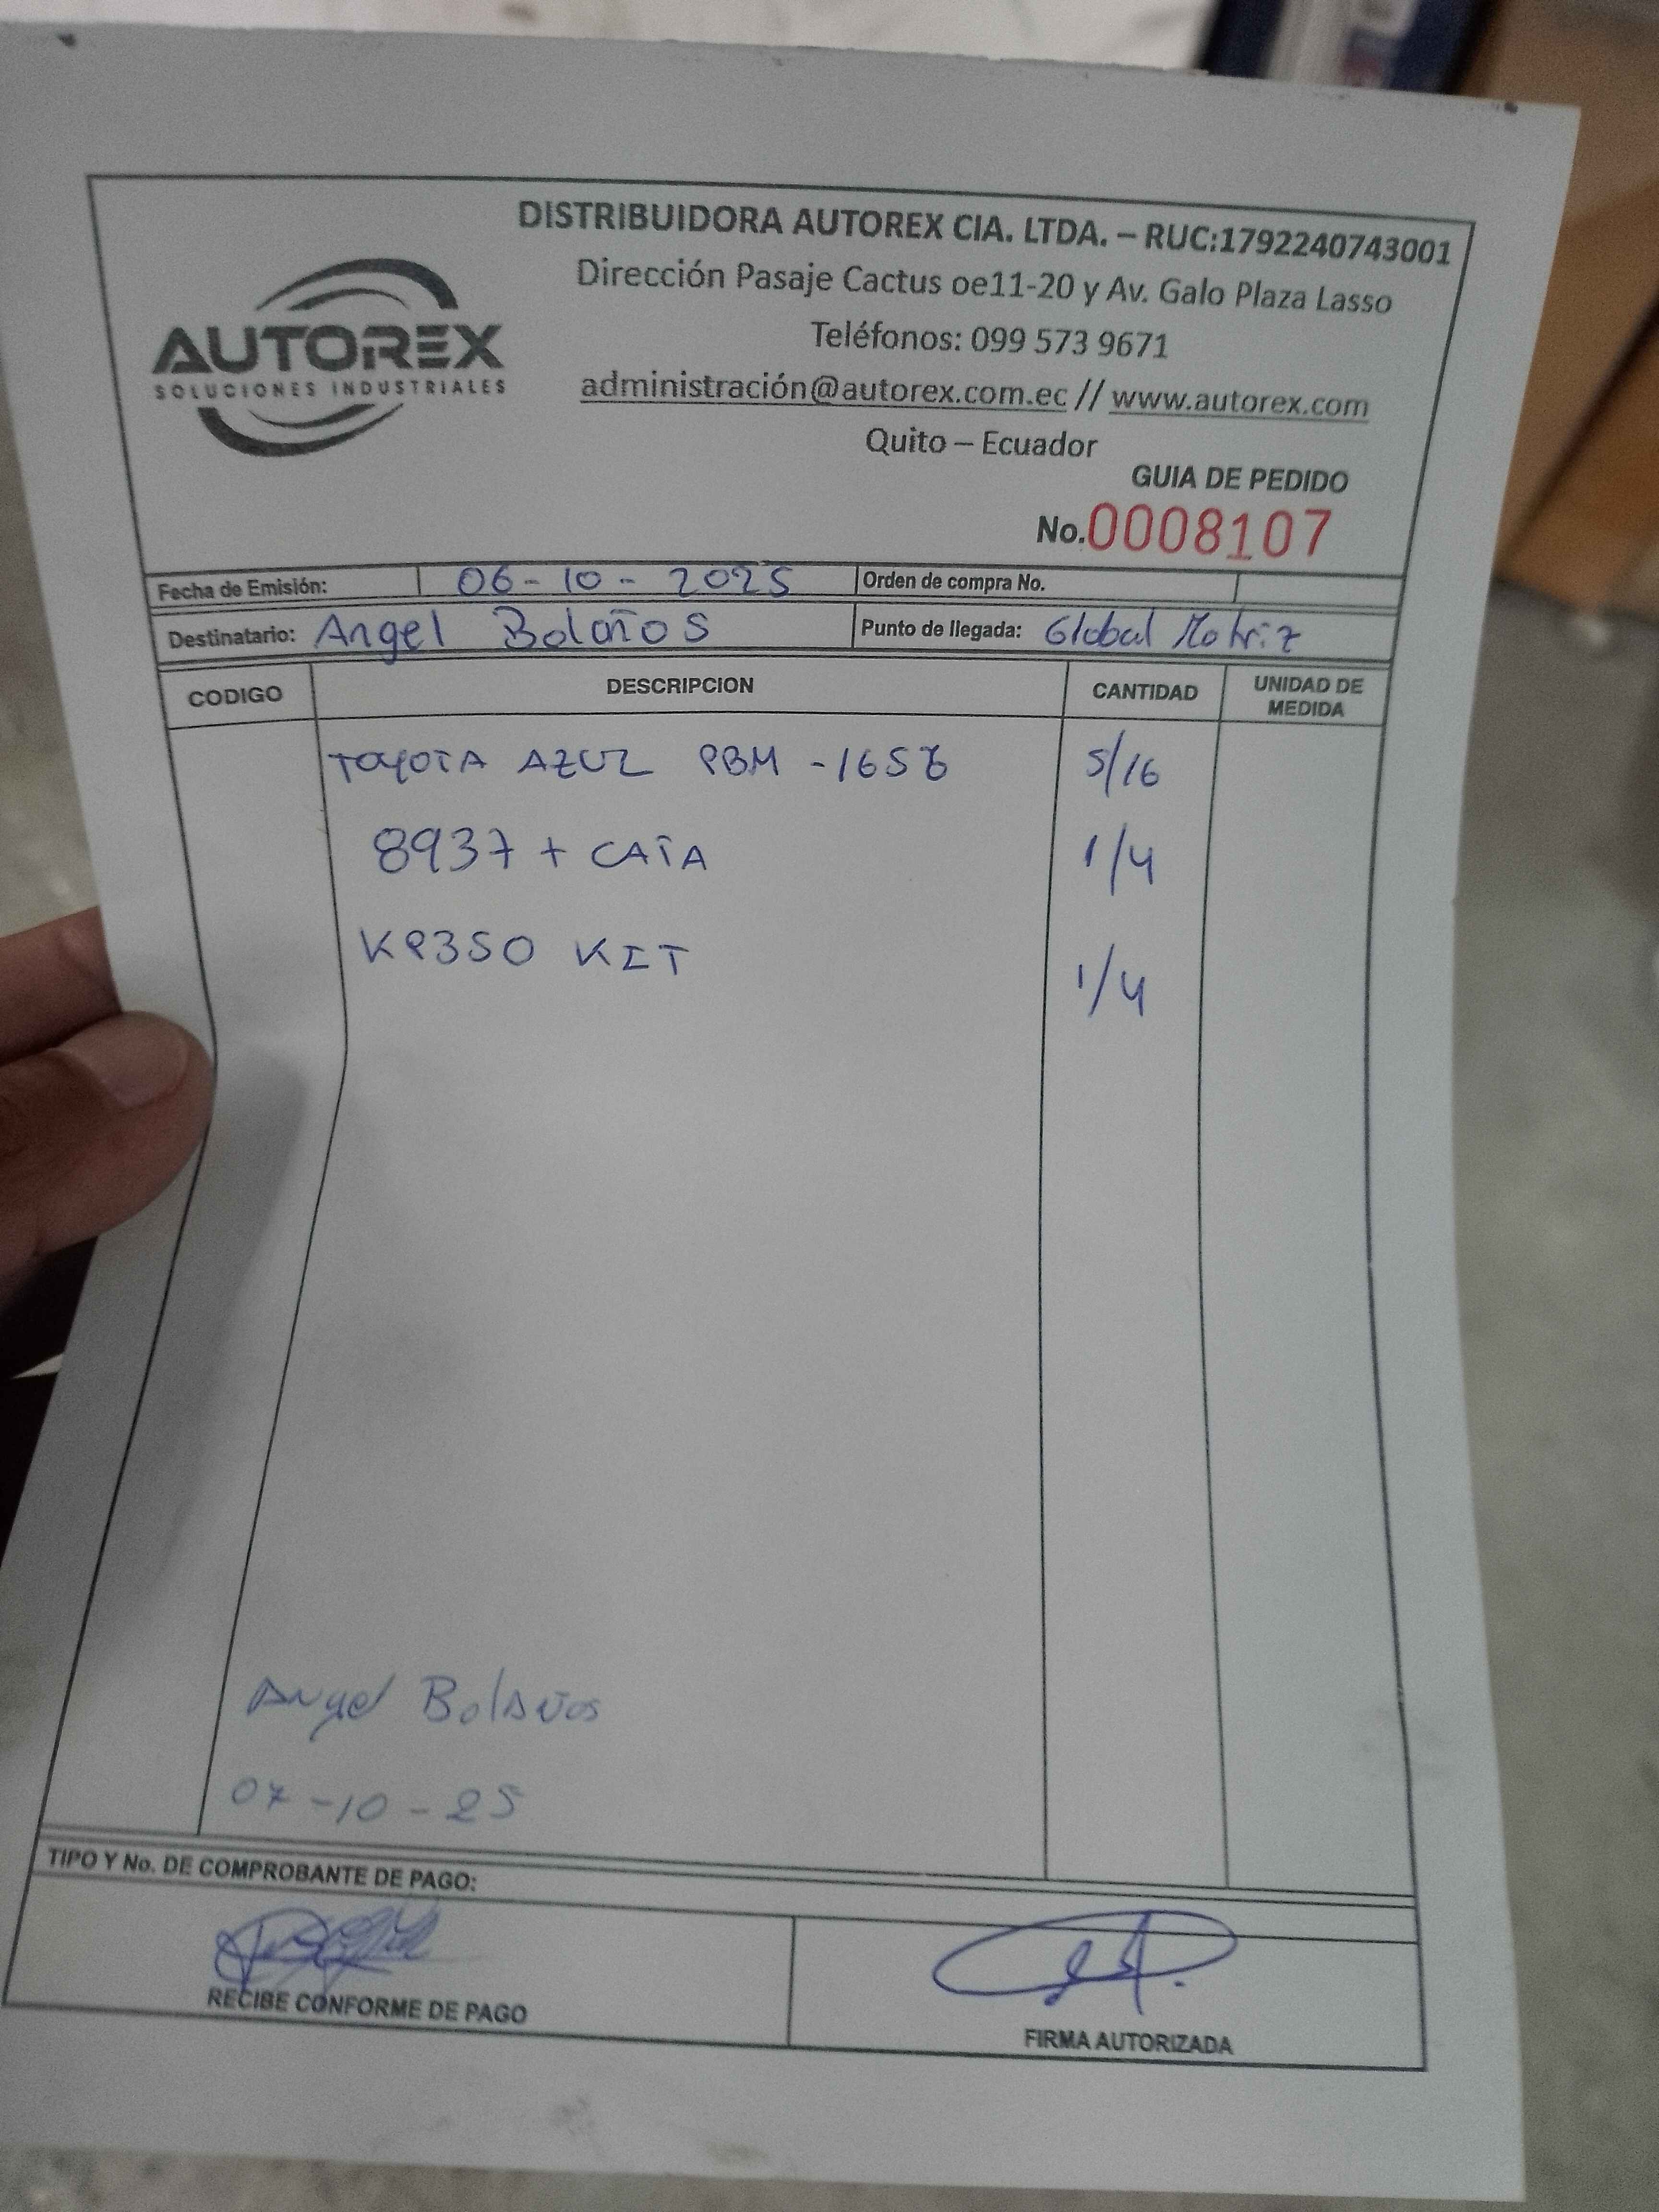 DISTRIBUIDORA AUTOREX CIA. LTDA. – RUC:1792240743001
Dirección Pasaje Cactus oe11-20 y Av. Galo Plaza Lasso
AUTOREX
SOLUCIONES INDUSTRIALES
Teléfonos: 099 573 9671
administración@autorex.com.ec // www.autorex.com
Quito – Ecuador
GUIA DE PEDIDO
No.0008107
Fecha de Emisión: 06-10-2025 Orden de compra No.
Destinatario: Angel Bolaños Punto de llegada: Global Motriz
CODIGO DESCRIPCION CANTIDAD UNIDAD DE MEDIDA
TOYOTA AZUL PBM -1656 5/16
8937 + CATA 1/4
KP350 KIT 1/4
Angel Bolaños
07-10-25
TIPO Y No. DE COMPROBANTE DE PAGO:
RECIBE CONFORME DE PAGO
FIRMA AUTORIZADA